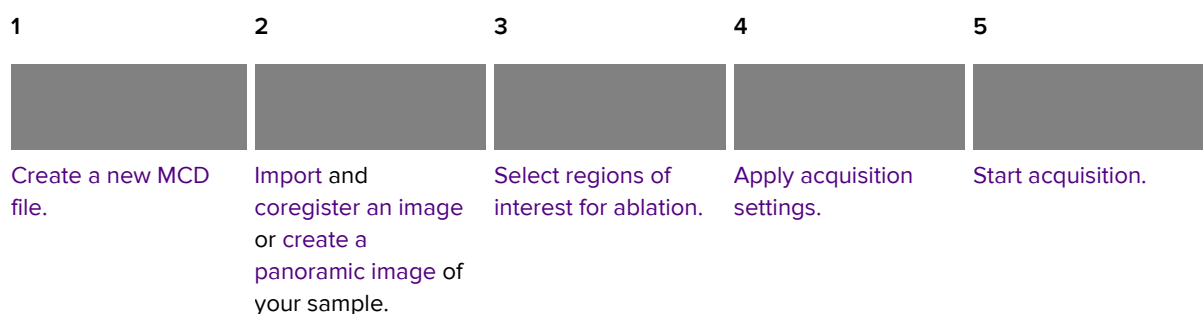 1
2
3
4
5
Create a new MCD
file.
Import and
coregister an image
or create a
panoramic image of
your sample.
Select regions of
interest for ablation.
Apply acquisition
settings.
Start acquisition.